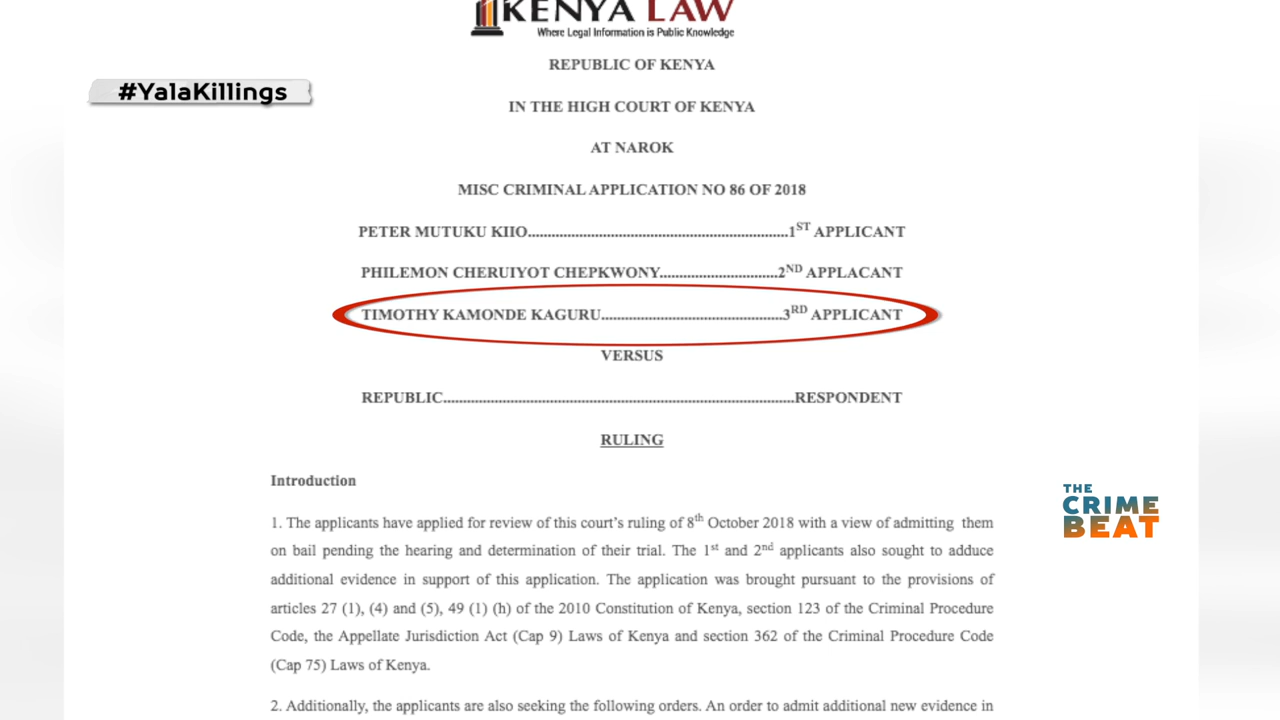 KENYA LAW
Where Legal Information is Public Knowledge
REPUBLIC OF KENYA
#YalaKillings
IN THE HIGH COURT OF KENYA
AT NAROK
MISC CRIMINAL APPLICATION NO 86 OF 2018
PETER MUTUKU KIIO.................................................................1ST APPLICANT
PHILEMON CHERUIYOT CHEPKWONY.............................2ND APPLACANT
TIMOTHY KAMONDE KAGURU.............................................3RD APPLICANT
VERSUS
REPUBLIC.......................................................................................RESPONDENT
RULING
Introduction
1. The applicants have applied for review of this court's ruling of 8th October 2018 with a view of admitting them
on bail pending the hearing and determination of their trial. The 1st and 2nd applicants also sought to adduce
additional evidence in support of this application. The application was brought pursuant to the provisions of
articles 27 (1), (4) and (5), 49 (1) (h) of the 2010 Constitution of Kenya, section 123 of the Criminal Procedure
Code, the Appellate Jurisdiction Act (Cap 9) Laws of Kenya and section 362 of the Criminal Procedure Code
(Cap 75) Laws of Kenya.
2. Additionally, the applicants are also seeking the following orders. An order to admit additional new evidence in
THE
CRIME
BEAT